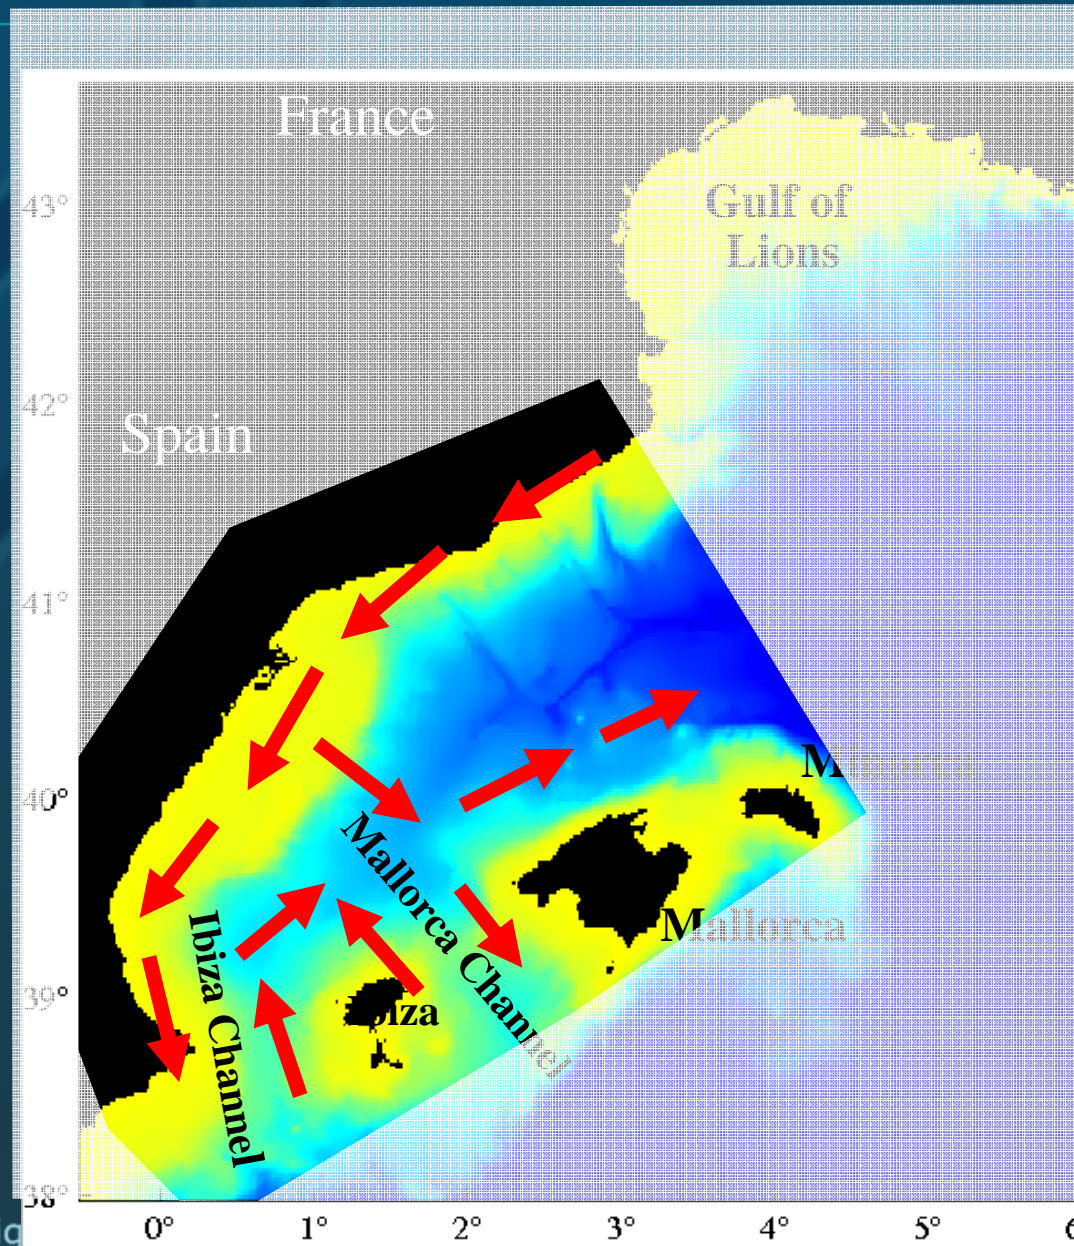 France
Gulf of
Lions
43°
42°
Spain
41°
Minorca
40°
Mallorca Channel
Mallorca
Ibiza Channel
39°
Ibiza
38°
0°
1°
2°
3°
4°
5°